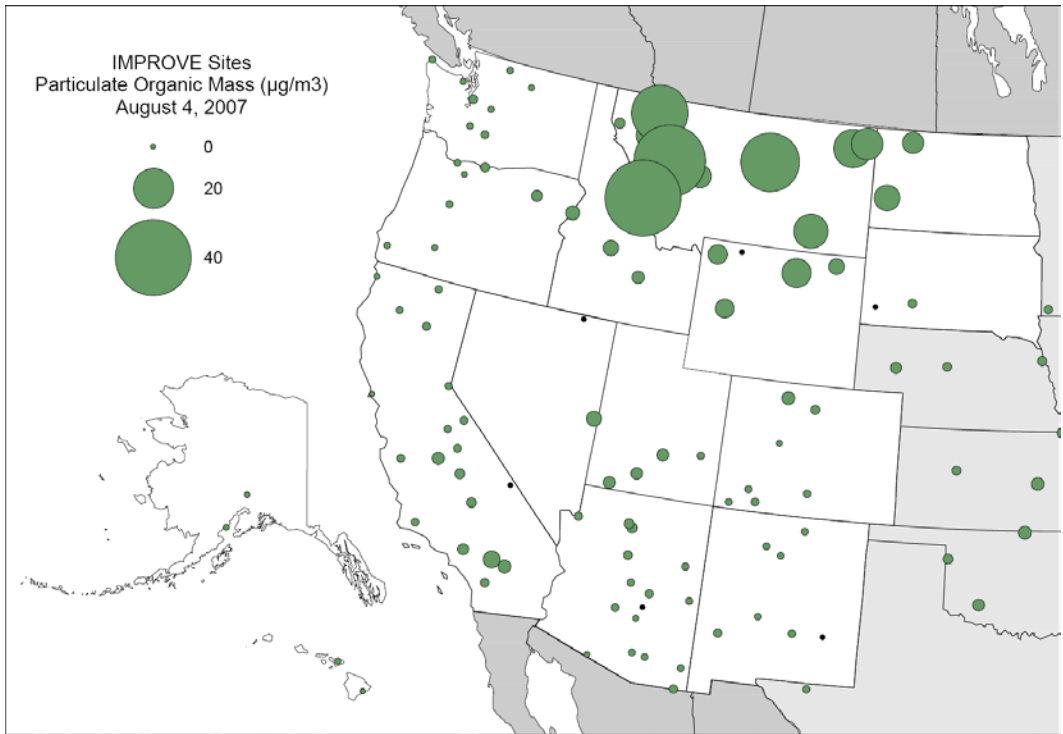 IMPROVE Sites
Particulate Organic Mass (µg/m3)
August 4, 2007
0
20
40